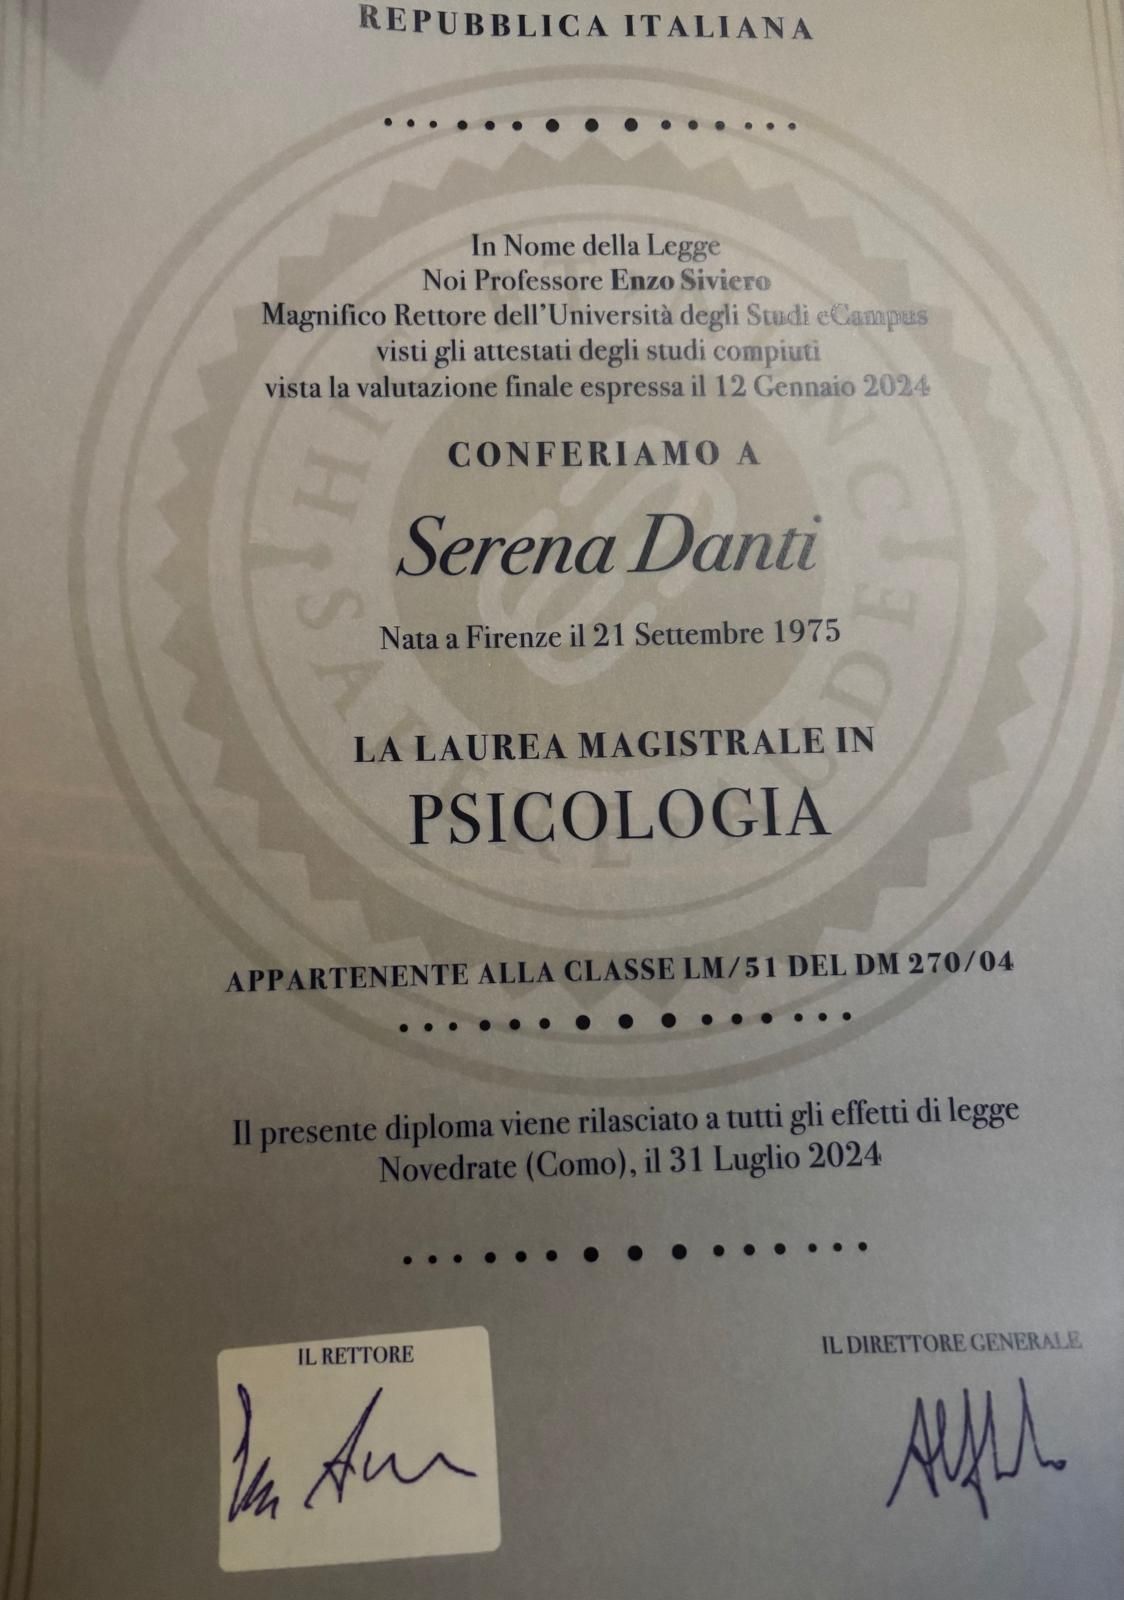 REPUBBLICA ITALIANA
In Nome della Legge
Noi Professore Enzo Siviero
Magnifico Rettore dell'Università degli Studi eCampus
visti gli attestati degli studi compiuti
vista la valutazione finale espressa il 12 Gennaio 2024
CONFERIAMO A
Serena Danti
Nata a Firenze il 21 Settembre 1975
LA LAUREA MAGISTRALE IN
PSICOLOGIA
APPARTENENTE ALLA CLASSE LM/51 DEL DM 270/04
Il presente diploma viene rilasciato a tutti gli effetti di legge
Novedrate (Como), il 31 Luglio 2024
IL RETTORE
IL DIRETTORE GENERALE